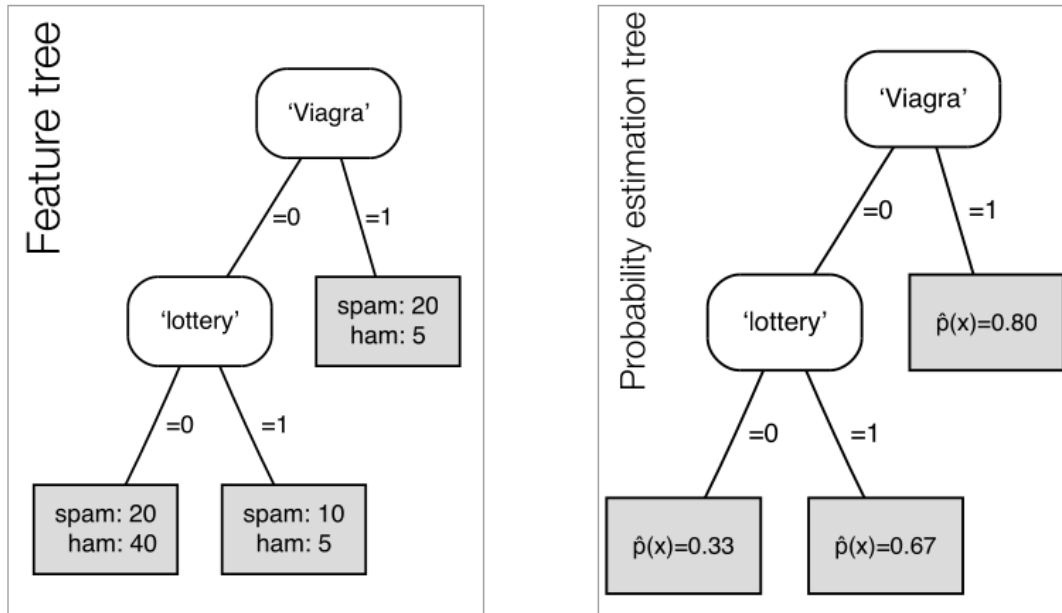 Feature tree
‘Viagra’
=0
=1
‘lottery’
spam: 20
ham: 5
=0
=1
spam: 20
ham: 40
spam: 10
ham: 5
Probability estimation tree
‘Viagra’
=0
=1
‘lottery’
p̂(x)=0.80
=0
=1
p̂(x)=0.33
p̂(x)=0.67